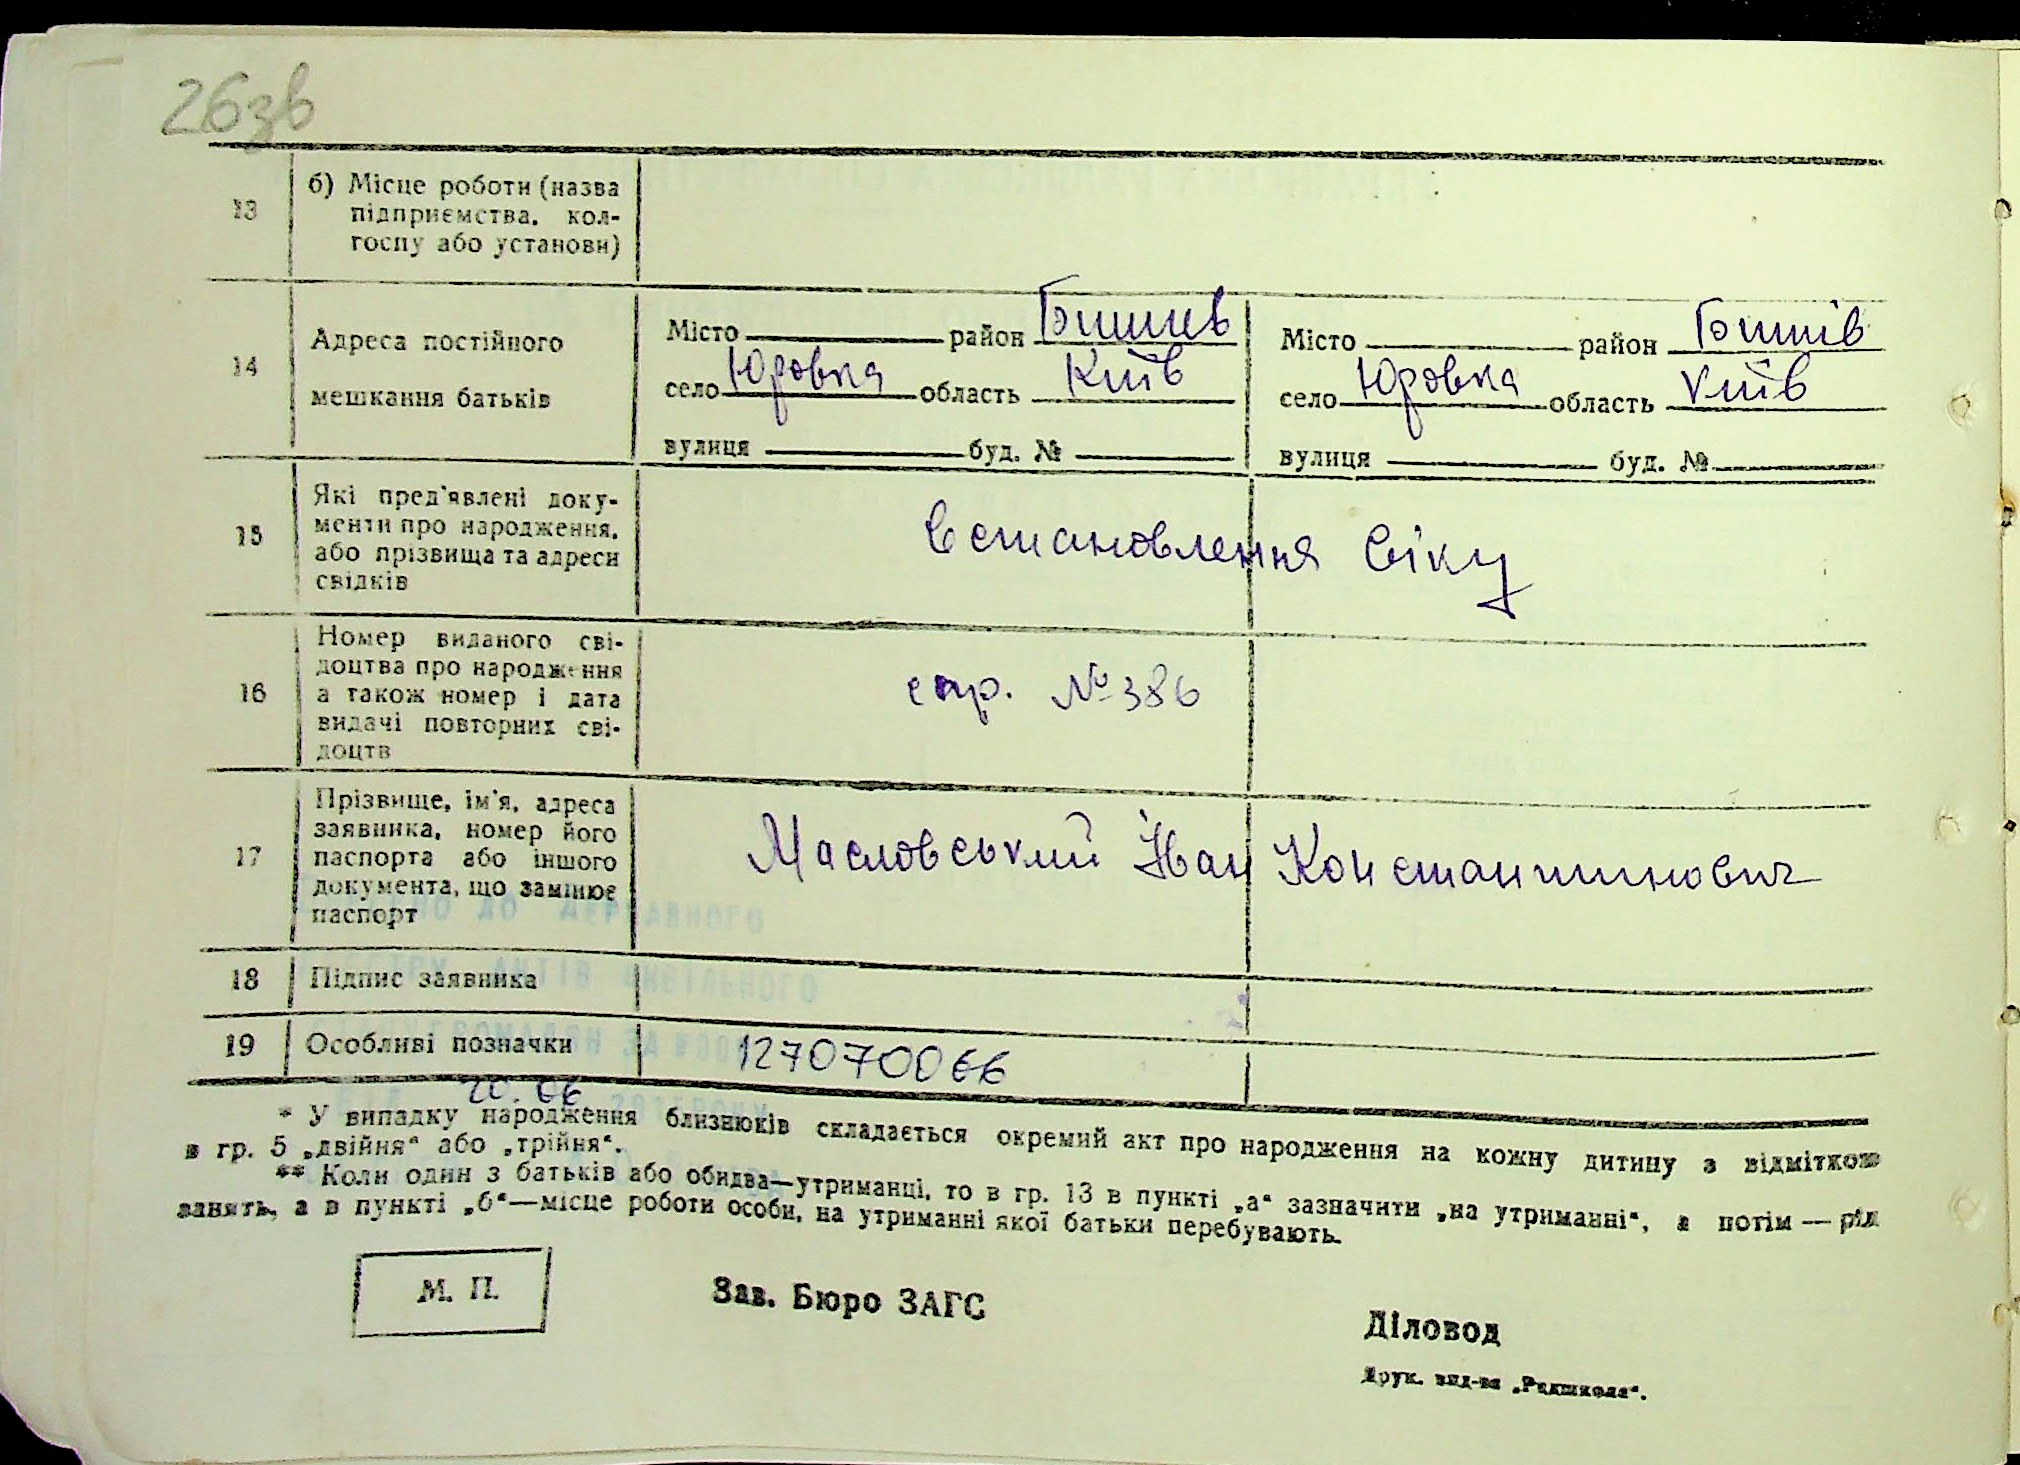 26зв
13
б) Місце роботи (назва
підприємства, кол-
госпу або установи)
14
Адреса постійного
мешкання батьків
Місто район
село Юровка область Київ
вулиця буд. №
Місто район
село Юровка область Київ
вулиця буд. №
15
Які пред'явлені доку-
менти про народження,
або прізвища та адреси
свідків
Встановлення віку
16
Номер виданого сві-
доцтва про народження
а також номер і дата
видачі повторних сві-
доцтв
спр. № 386
17
Прізвище, ім'я, адреса
заявника, номер його
паспорта або іншого
документа, що замінює
паспорт
Масловський Іван Константинович
18
Підпис заявника
19
Особливі позначки
127070066
* У випадку народження близнюків складається окремий акт про народження на кожну дитину з відміткою
в гр. 5 „двійня“ або „трійня“.
** Коли один з батьків або обидва—утриманці, то в гр. 13 в пункті „а“ зазначити „на утриманні“, а потім — рід
занять, а в пункті „б“—місце роботи особи, на утриманні якої батьки перебувають.
М. П.
Зав. Бюро ЗАГС
Діловод
Друк. вид-ва